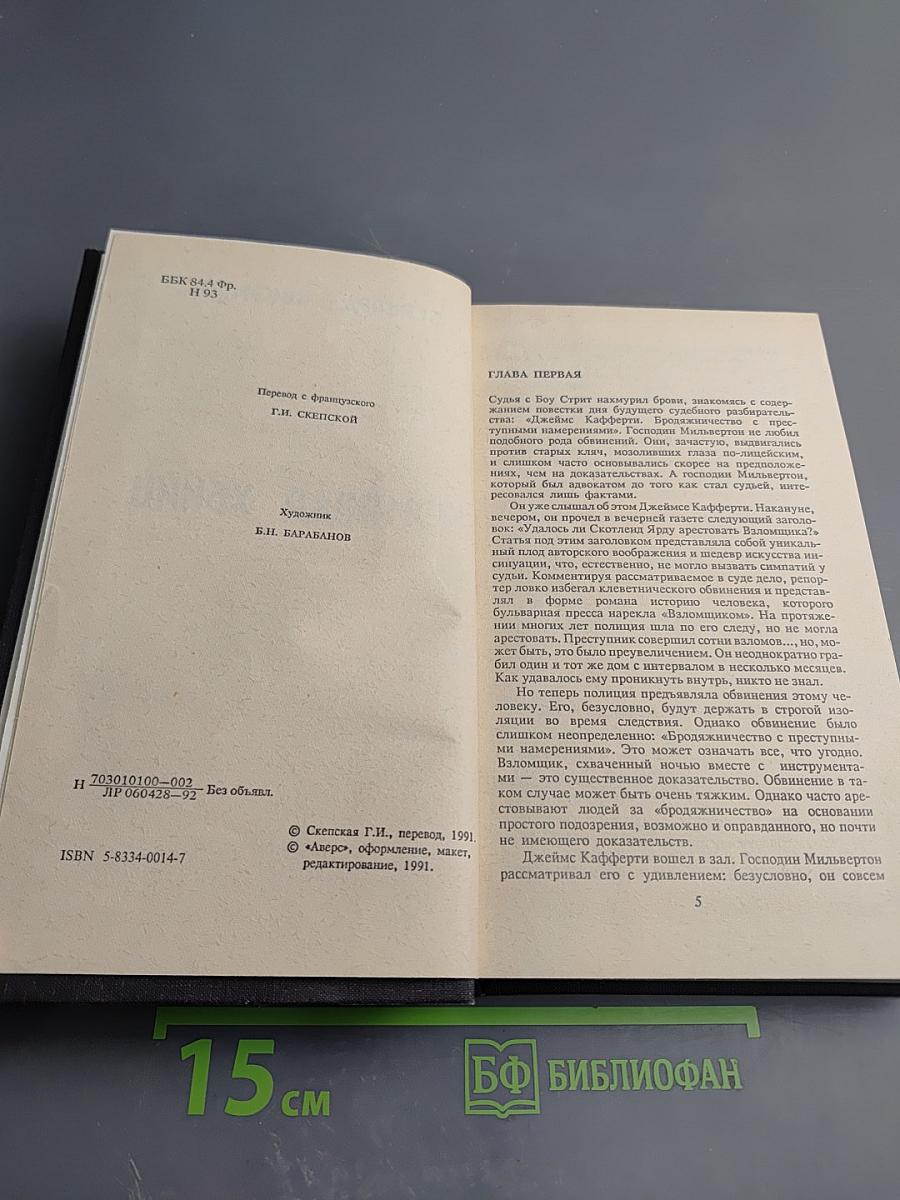 ББК 84.4 Фр.
Н 93
Перевод с французского
Г.И. СКЕПСКОЙ
Художник
Б.Н. БАРАБАНОВ
Н 703010100—002 Без объявл.
ЛР 060428—92
© Скепская Г.И., перевод, 1991.
© «Аверс», оформление, макет,
редактирование, 1991.
ISBN 5-8334-0014-7
ГЛАВА ПЕРВАЯ
Судья с Боу Стрит нахмурил брови, знакомясь с содер-
жанием повестки дня будущего судебного разбиратель-
ства: «Джеймс Кафферти. Бродяжничество с прес-
тупными намерениями». Господин Мильвертон не любил
подобного рода обвинений. Они, зачастую, выдвигались
против старых кляч, мозоливших глаза по-лицейским,
и слишком часто основывались скорее на предположе-
ниях, чем на доказательствах. А господин Мильвертон,
который был адвокатом до того как стал судьей, инте-
ресовался лишь фактами.
Он уже слышал об этом Джеймсе Кафферти. Накануне,
вечером, он прочел в вечерней газете следующий заголо-
вок: «Удалось ли Скотленд Ярду арестовать Взломщика?»
Статья под этим заголовком представляла собой уникаль-
ный плод авторского воображения и шедевр искусства ин-
синуации, что, естественно, не могло вызвать симпатий у
судьи. Комментируя рассматриваемое в суде дело, репор-
тер ловко избегал клеветнического обвинения и представ-
лял в форме романа историю человека, которого
бульварная пресса нарекла «Взломщиком». На протяже-
нии многих лет полиция шла по его следу, но не могла
арестовать. Преступник совершил сотни взломов..., но, мо-
жет быть, это было преувеличением. Он неоднократно гра-
бил один и тот же дом с интервалом в несколько месяцев.
Как удавалось ему проникнуть внутрь, никто не знал.
Но теперь полиция предъявляла обвинения этому че-
ловеку. Его, безусловно, будут держать в строгой изо-
ляции во время следствия. Однако обвинение было
слишком неопределенно: «Бродяжничество с преступны-
ми намерениями». Это может означать все, что угодно.
Взломщик, схваченный ночью вместе с инструмента-
ми — это существенное доказательство. Обвинение в та-
ком случае может быть очень тяжким. Однако часто аре-
стовывают людей за «бродяжничество» на основании
простого подозрения, возможно и оправданного, но почти
не имеющего доказательств.
Джеймс Кафферти вошел в зал. Господин Мильвертон
рассматривал его с удивлением: безусловно, он совсем
5
15 см
БФ БИБЛИОФАН